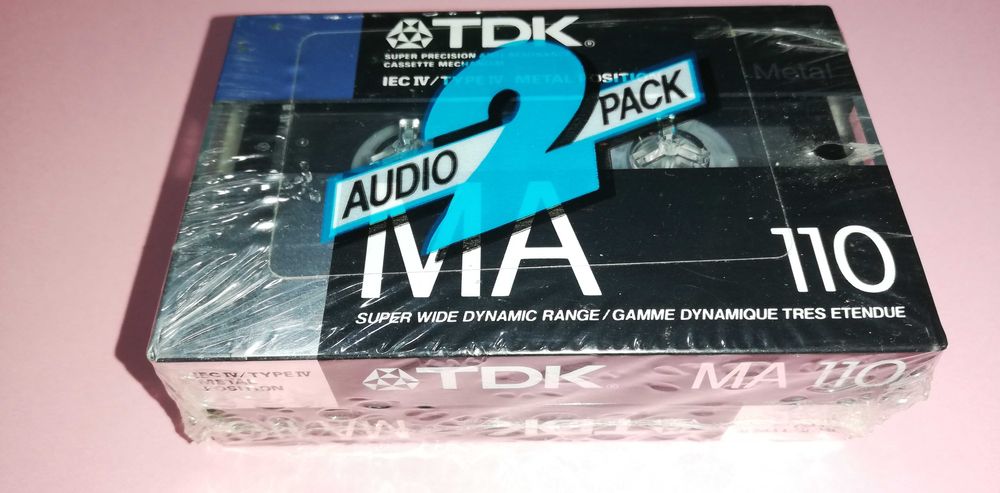 TDK®
SUPER PRECISION
CASSETTE MECHANISM
IEC IV/TYPE IV METAL POSITION
Metal
AUDIO 2 PACK
MA 110
SUPER WIDE DYNAMIC RANGE/GAMME DYNAMIQUE TRES ETENDUE
IEC IV/TYPE IV
METAL
POSITION
TDK® MA 110